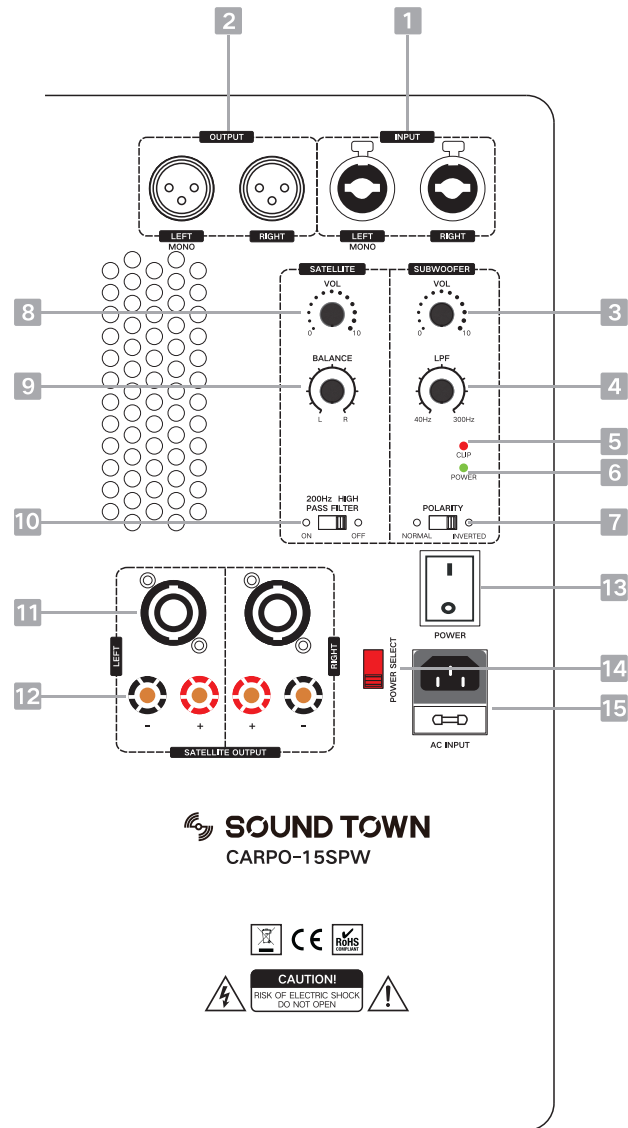 2
1
OUTPUT
INPUT
LEFT
MONO
RIGHT
LEFT
MONO
RIGHT
SATELLITE
SUBWOOFER
VOL
0
10
VOL
0
10
8
3
BALANCE
L
R
LPF
40Hz
300Hz
9
4
5
CLIP
6
POWER
200Hz HIGH
PASS FILTER
ON
OFF
POLARITY
NORMAL
INVERTED
10
7
11
13
POWER
LEFT
RIGHT
POWER SELECT
14
12
15
-
+
+
-
SATELLITE OUTPUT
AC INPUT
SOUND TOWN
CARPO-15SPW
CE
RoHS
COMPLIANT
CAUTION!
RISK OF ELECTRIC SHOCK
DO NOT OPEN